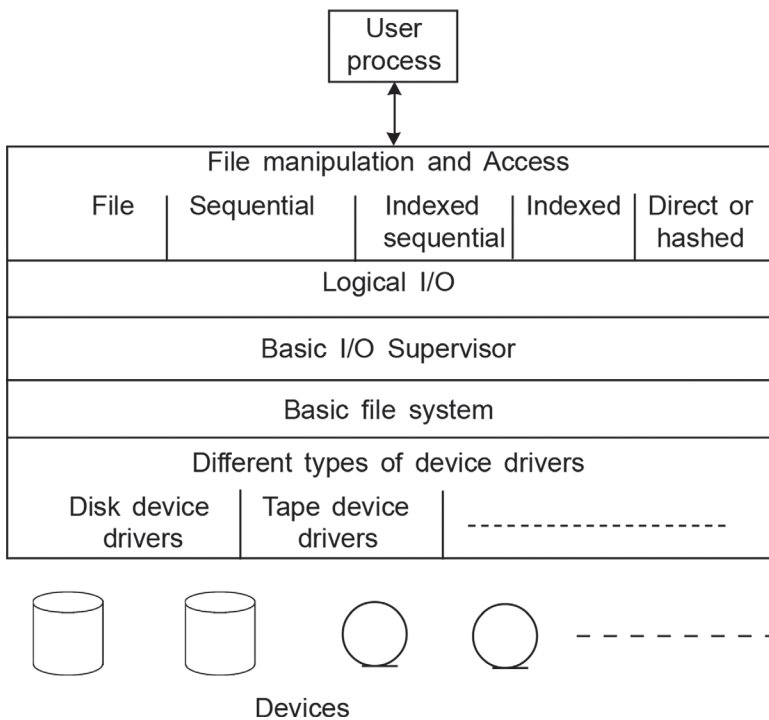 User
process
File manipulation and Access
File Sequential Indexed Indexed Direct or
sequential hashed
Logical I/O
Basic I/O Supervisor
Basic file system
Different types of device drivers
Disk device Tape device
drivers drivers
Devices